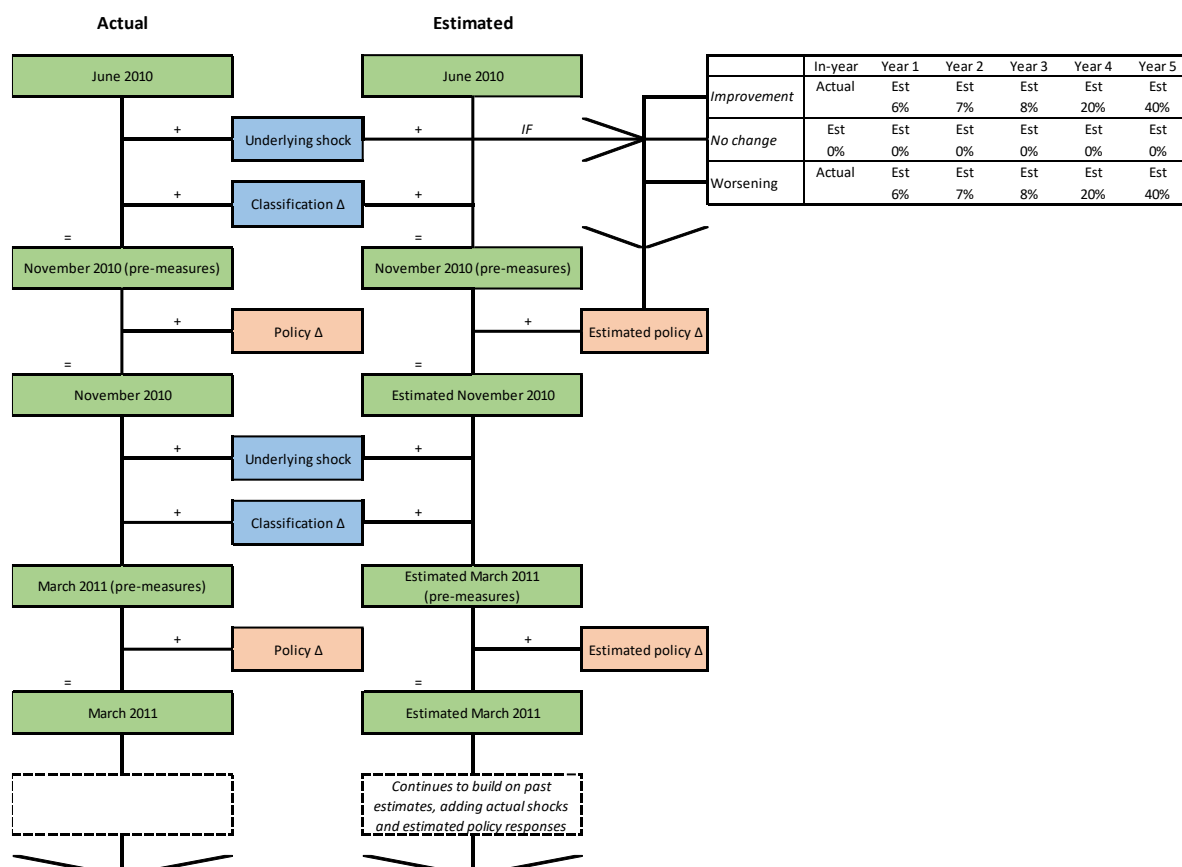 Actual Estimated
June 2010 June 2010
In-year Year 1 Year 2 Year 3 Year 4 Year 5
Improvement Actual Est Est Est Est Est
6% 7% 8% 20% 40%
No change Est Est Est Est Est Est
0% 0% 0% 0% 0% 0%
Worsening Actual Est Est Est Est Est
6% 7% 8% 20% 40%
+ Underlying shock + IF
+ Classification Δ +
= =
November 2010 (pre-measures) November 2010 (pre-measures)
+ Policy Δ + Estimated policy Δ
= =
November 2010 Estimated November 2010
+ Underlying shock +
+ Classification Δ +
March 2011 (pre-measures) Estimated March 2011
(pre-measures)
+ Policy Δ + Estimated policy Δ
= =
March 2011 Estimated March 2011
Continues to build on past
estimates, adding actual shocks
and estimated policy responses